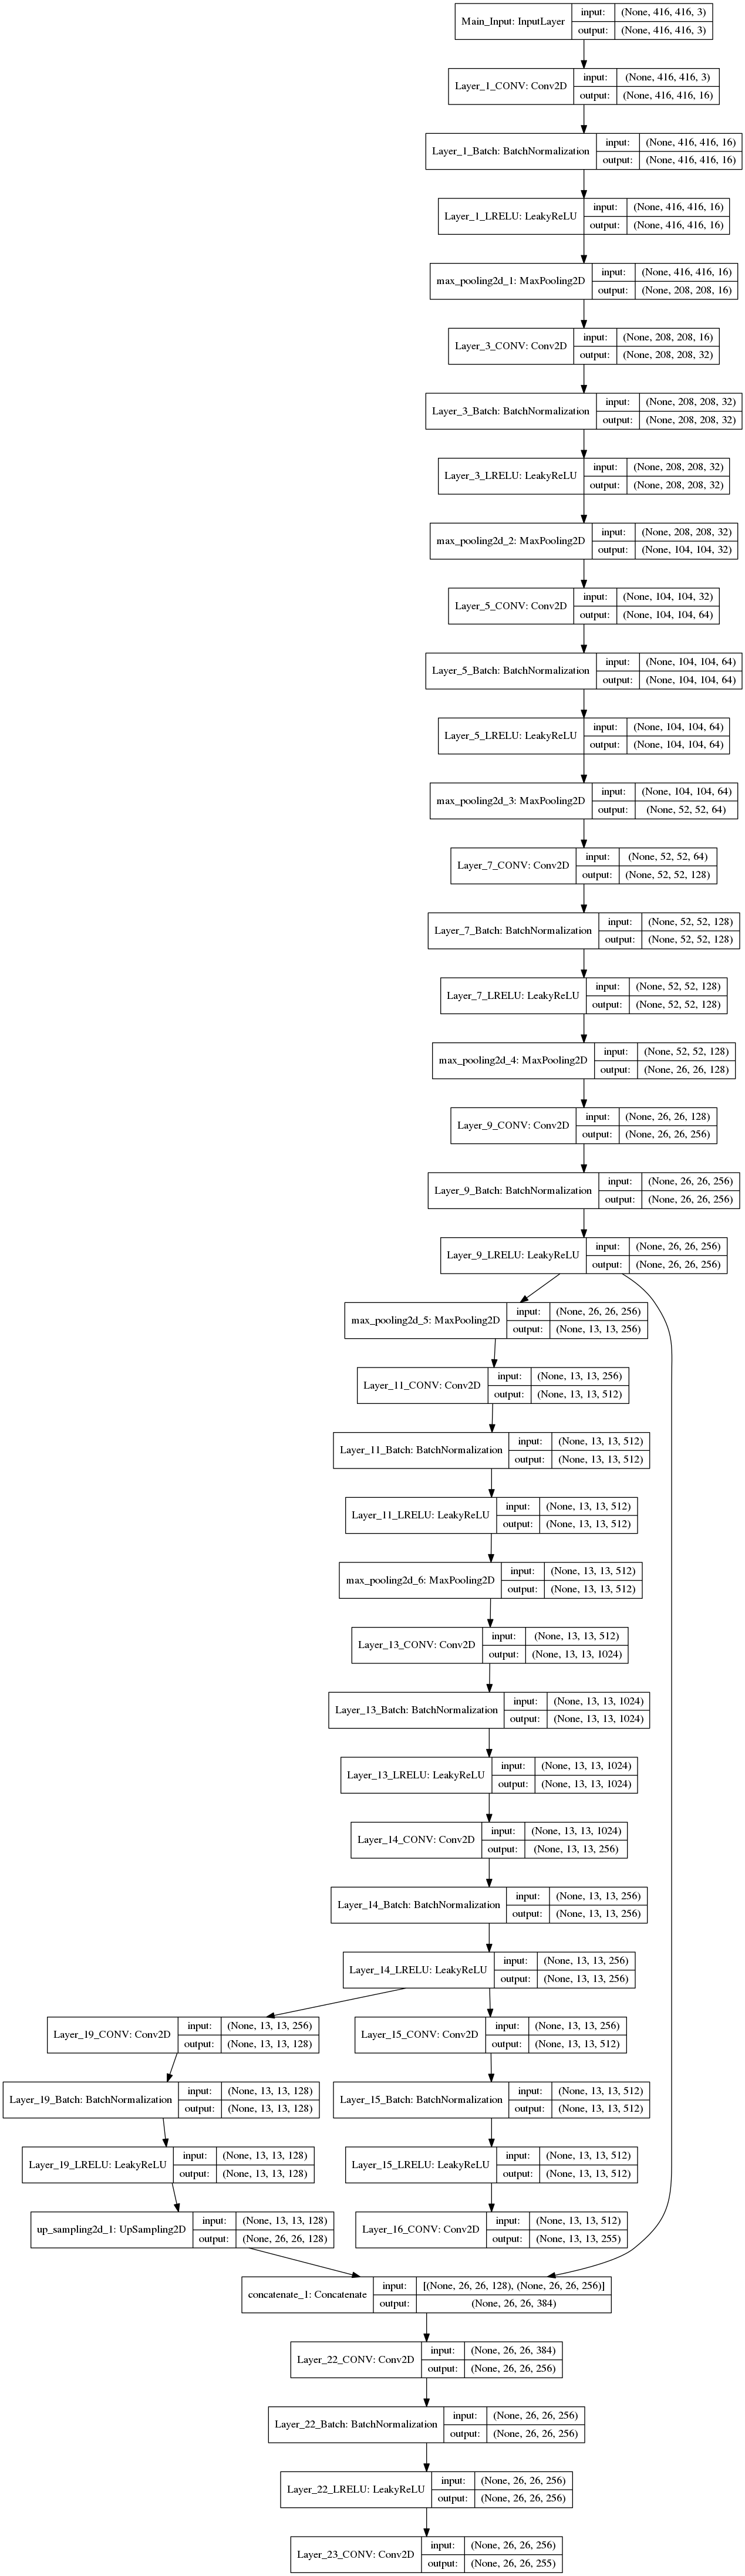 Main_Input: InputLayer
input: (None, 416, 416, 3)
output: (None, 416, 416, 3)
Layer_1_CONV: Conv2D
input: (None, 416, 416, 3)
output: (None, 416, 416, 16)
Layer_1_Batch: BatchNormalization
input: (None, 416, 416, 16)
output: (None, 416, 416, 16)
Layer_1_LRELU: LeakyReLU
input: (None, 416, 416, 16)
output: (None, 416, 416, 16)
max_pooling2d_1: MaxPooling2D
input: (None, 416, 416, 16)
output: (None, 208, 208, 16)
Layer_3_CONV: Conv2D
input: (None, 208, 208, 16)
output: (None, 208, 208, 32)
Layer_3_Batch: BatchNormalization
input: (None, 208, 208, 32)
output: (None, 208, 208, 32)
Layer_3_LRELU: LeakyReLU
input: (None, 208, 208, 32)
output: (None, 208, 208, 32)
max_pooling2d_2: MaxPooling2D
input: (None, 208, 208, 32)
output: (None, 104, 104, 32)
Layer_5_CONV: Conv2D
input: (None, 104, 104, 32)
output: (None, 104, 104, 64)
Layer_5_Batch: BatchNormalization
input: (None, 104, 104, 64)
output: (None, 104, 104, 64)
Layer_5_LRELU: LeakyReLU
input: (None, 104, 104, 64)
output: (None, 104, 104, 64)
max_pooling2d_3: MaxPooling2D
input: (None, 104, 104, 64)
output: (None, 52, 52, 64)
Layer_7_CONV: Conv2D
input: (None, 52, 52, 64)
output: (None, 52, 52, 128)
Layer_7_Batch: BatchNormalization
input: (None, 52, 52, 128)
output: (None, 52, 52, 128)
Layer_7_LRELU: LeakyReLU
input: (None, 52, 52, 128)
output: (None, 52, 52, 128)
max_pooling2d_4: MaxPooling2D
input: (None, 52, 52, 128)
output: (None, 26, 26, 128)
Layer_9_CONV: Conv2D
input: (None, 26, 26, 128)
output: (None, 26, 26, 256)
Layer_9_Batch: BatchNormalization
input: (None, 26, 26, 256)
output: (None, 26, 26, 256)
Layer_9_LRELU: LeakyReLU
input: (None, 26, 26, 256)
output: (None, 26, 26, 256)
max_pooling2d_5: MaxPooling2D
input: (None, 26, 26, 256)
output: (None, 13, 13, 256)
Layer_11_CONV: Conv2D
input: (None, 13, 13, 256)
output: (None, 13, 13, 512)
Layer_11_Batch: BatchNormalization
input: (None, 13, 13, 512)
output: (None, 13, 13, 512)
Layer_11_LRELU: LeakyReLU
input: (None, 13, 13, 512)
output: (None, 13, 13, 512)
max_pooling2d_6: MaxPooling2D
input: (None, 13, 13, 512)
output: (None, 13, 13, 512)
Layer_13_CONV: Conv2D
input: (None, 13, 13, 512)
output: (None, 13, 13, 1024)
Layer_13_Batch: BatchNormalization
input: (None, 13, 13, 1024)
output: (None, 13, 13, 1024)
Layer_13_LRELU: LeakyReLU
input: (None, 13, 13, 1024)
output: (None, 13, 13, 1024)
Layer_14_CONV: Conv2D
input: (None, 13, 13, 1024)
output: (None, 13, 13, 256)
Layer_14_Batch: BatchNormalization
input: (None, 13, 13, 256)
output: (None, 13, 13, 256)
Layer_14_LRELU: LeakyReLU
input: (None, 13, 13, 256)
output: (None, 13, 13, 256)
Layer_19_CONV: Conv2D
input: (None, 13, 13, 256)
output: (None, 13, 13, 128)
Layer_15_CONV: Conv2D
input: (None, 13, 13, 256)
output: (None, 13, 13, 512)
Layer_19_Batch: BatchNormalization
input: (None, 13, 13, 128)
output: (None, 13, 13, 128)
Layer_15_Batch: BatchNormalization
input: (None, 13, 13, 512)
output: (None, 13, 13, 512)
Layer_19_LRELU: LeakyReLU
input: (None, 13, 13, 128)
output: (None, 13, 13, 128)
Layer_15_LRELU: LeakyReLU
input: (None, 13, 13, 512)
output: (None, 13, 13, 512)
up_sampling2d_1: UpSampling2D
input: (None, 13, 13, 128)
output: (None, 26, 26, 128)
Layer_16_CONV: Conv2D
input: (None, 13, 13, 512)
output: (None, 13, 13, 255)
concatenate_1: Concatenate
input: [(None, 26, 26, 128), (None, 26, 26, 256)]
output: (None, 26, 26, 384)
Layer_22_CONV: Conv2D
input: (None, 26, 26, 384)
output: (None, 26, 26, 256)
Layer_22_Batch: BatchNormalization
input: (None, 26, 26, 256)
output: (None, 26, 26, 256)
Layer_22_LRELU: LeakyReLU
input: (None, 26, 26, 256)
output: (None, 26, 26, 256)
Layer_23_CONV: Conv2D
input: (None, 26, 26, 256)
output: (None, 26, 26, 255)